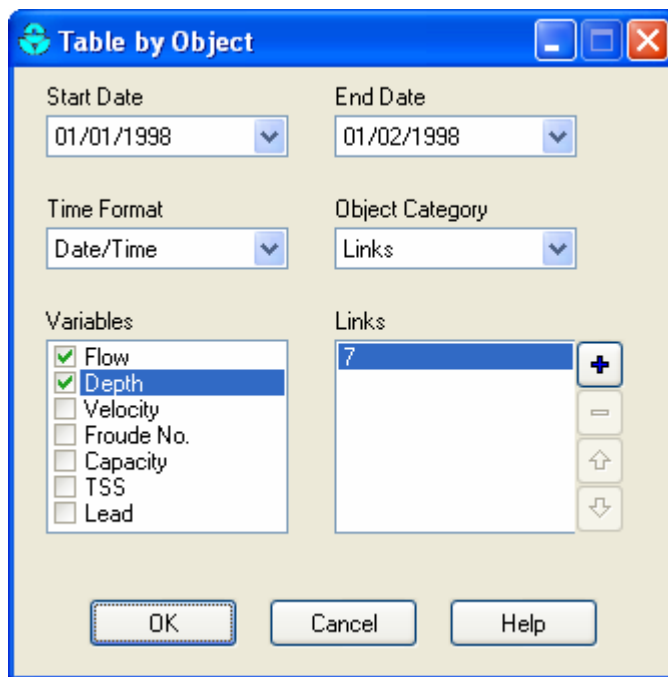 Table by Object
Start Date
End Date
01/01/1998
01/02/1998
Time Format
Object Category
Date/Time
Links
Variables
Links
Flow
Depth
Velocity
Froude No.
Capacity
TSS
Lead
7
OK
Cancel
Help